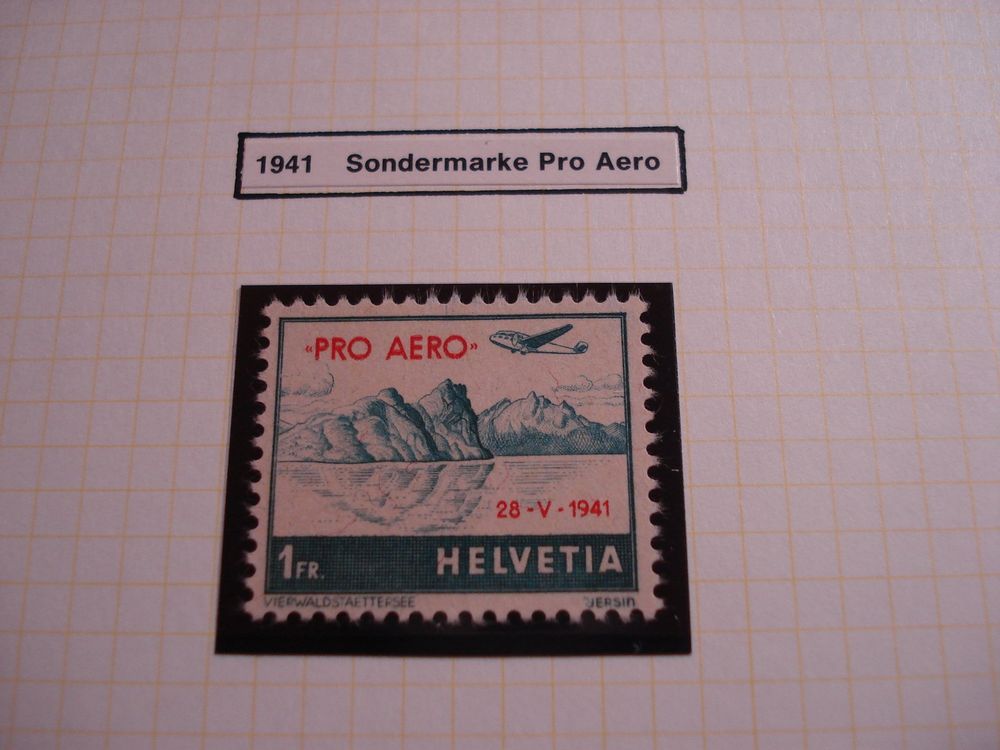 1941 Sondermarke Pro Aero
«PRO AERO»
28-V-1941
1FR. HELVETIA
VIERWALDSTAETTERSEE JERSIN